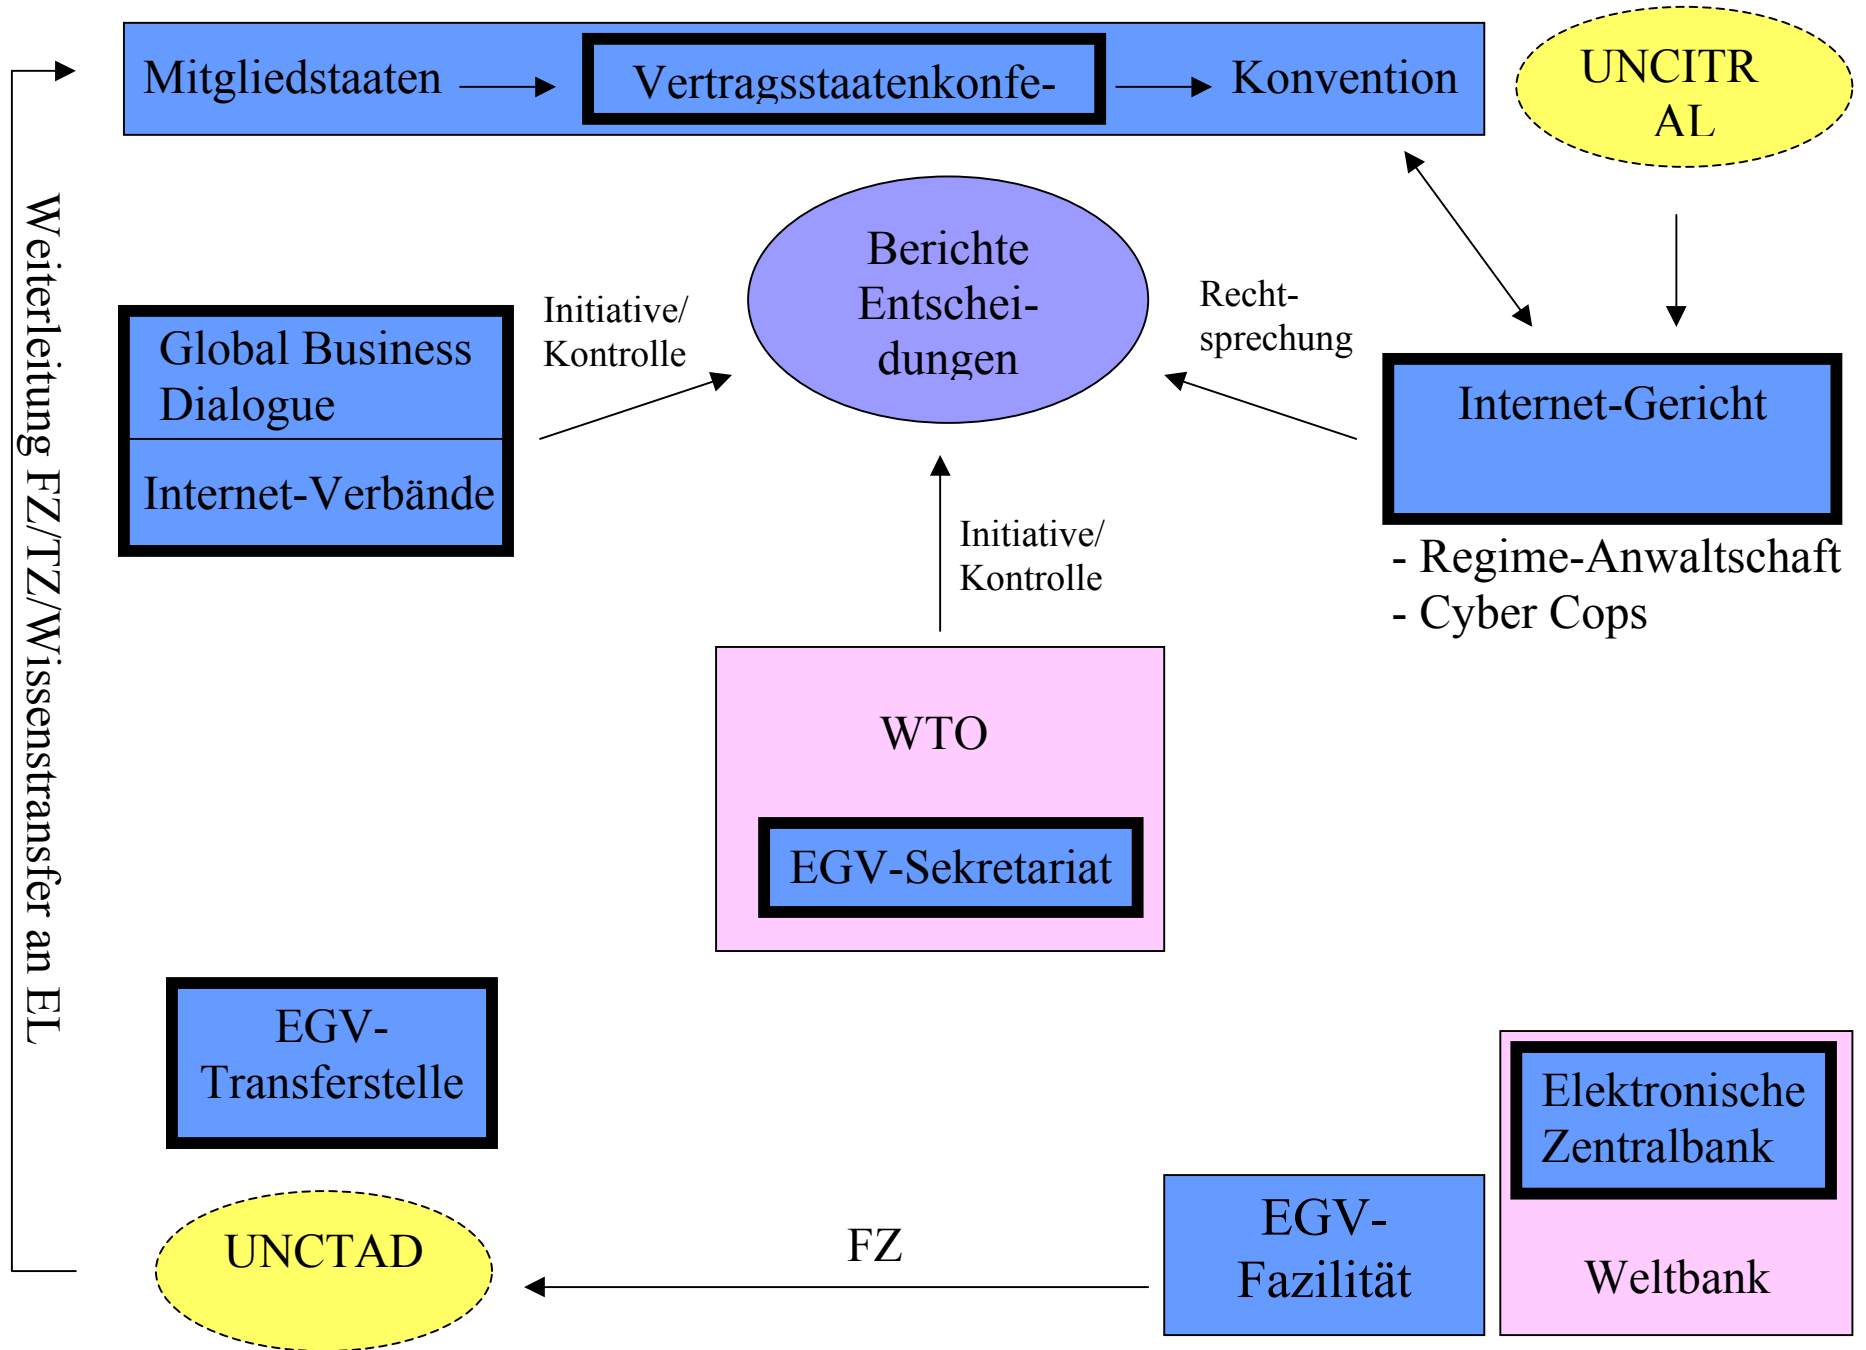 Mitgliedstaaten
Vertragsstaatenkonfe-
Konvention
UNCITR
AL
Weiterleitung FZ/TZ/Wissenstransfer an EL
Berichte
Entschei-
dungen
Initiative/
Kontrolle
Recht-
sprechung
Global Business
Dialogue
Internet-Verbände
Internet-Gericht
- Regime-Anwaltschaft
- Cyber Cops
Initiative/
Kontrolle
WTO
EGV-Sekretariat
EGV-
Transferstelle
Elektronische
Zentralbank
UNCTAD
FZ
EGV-
Fazilität
Weltbank